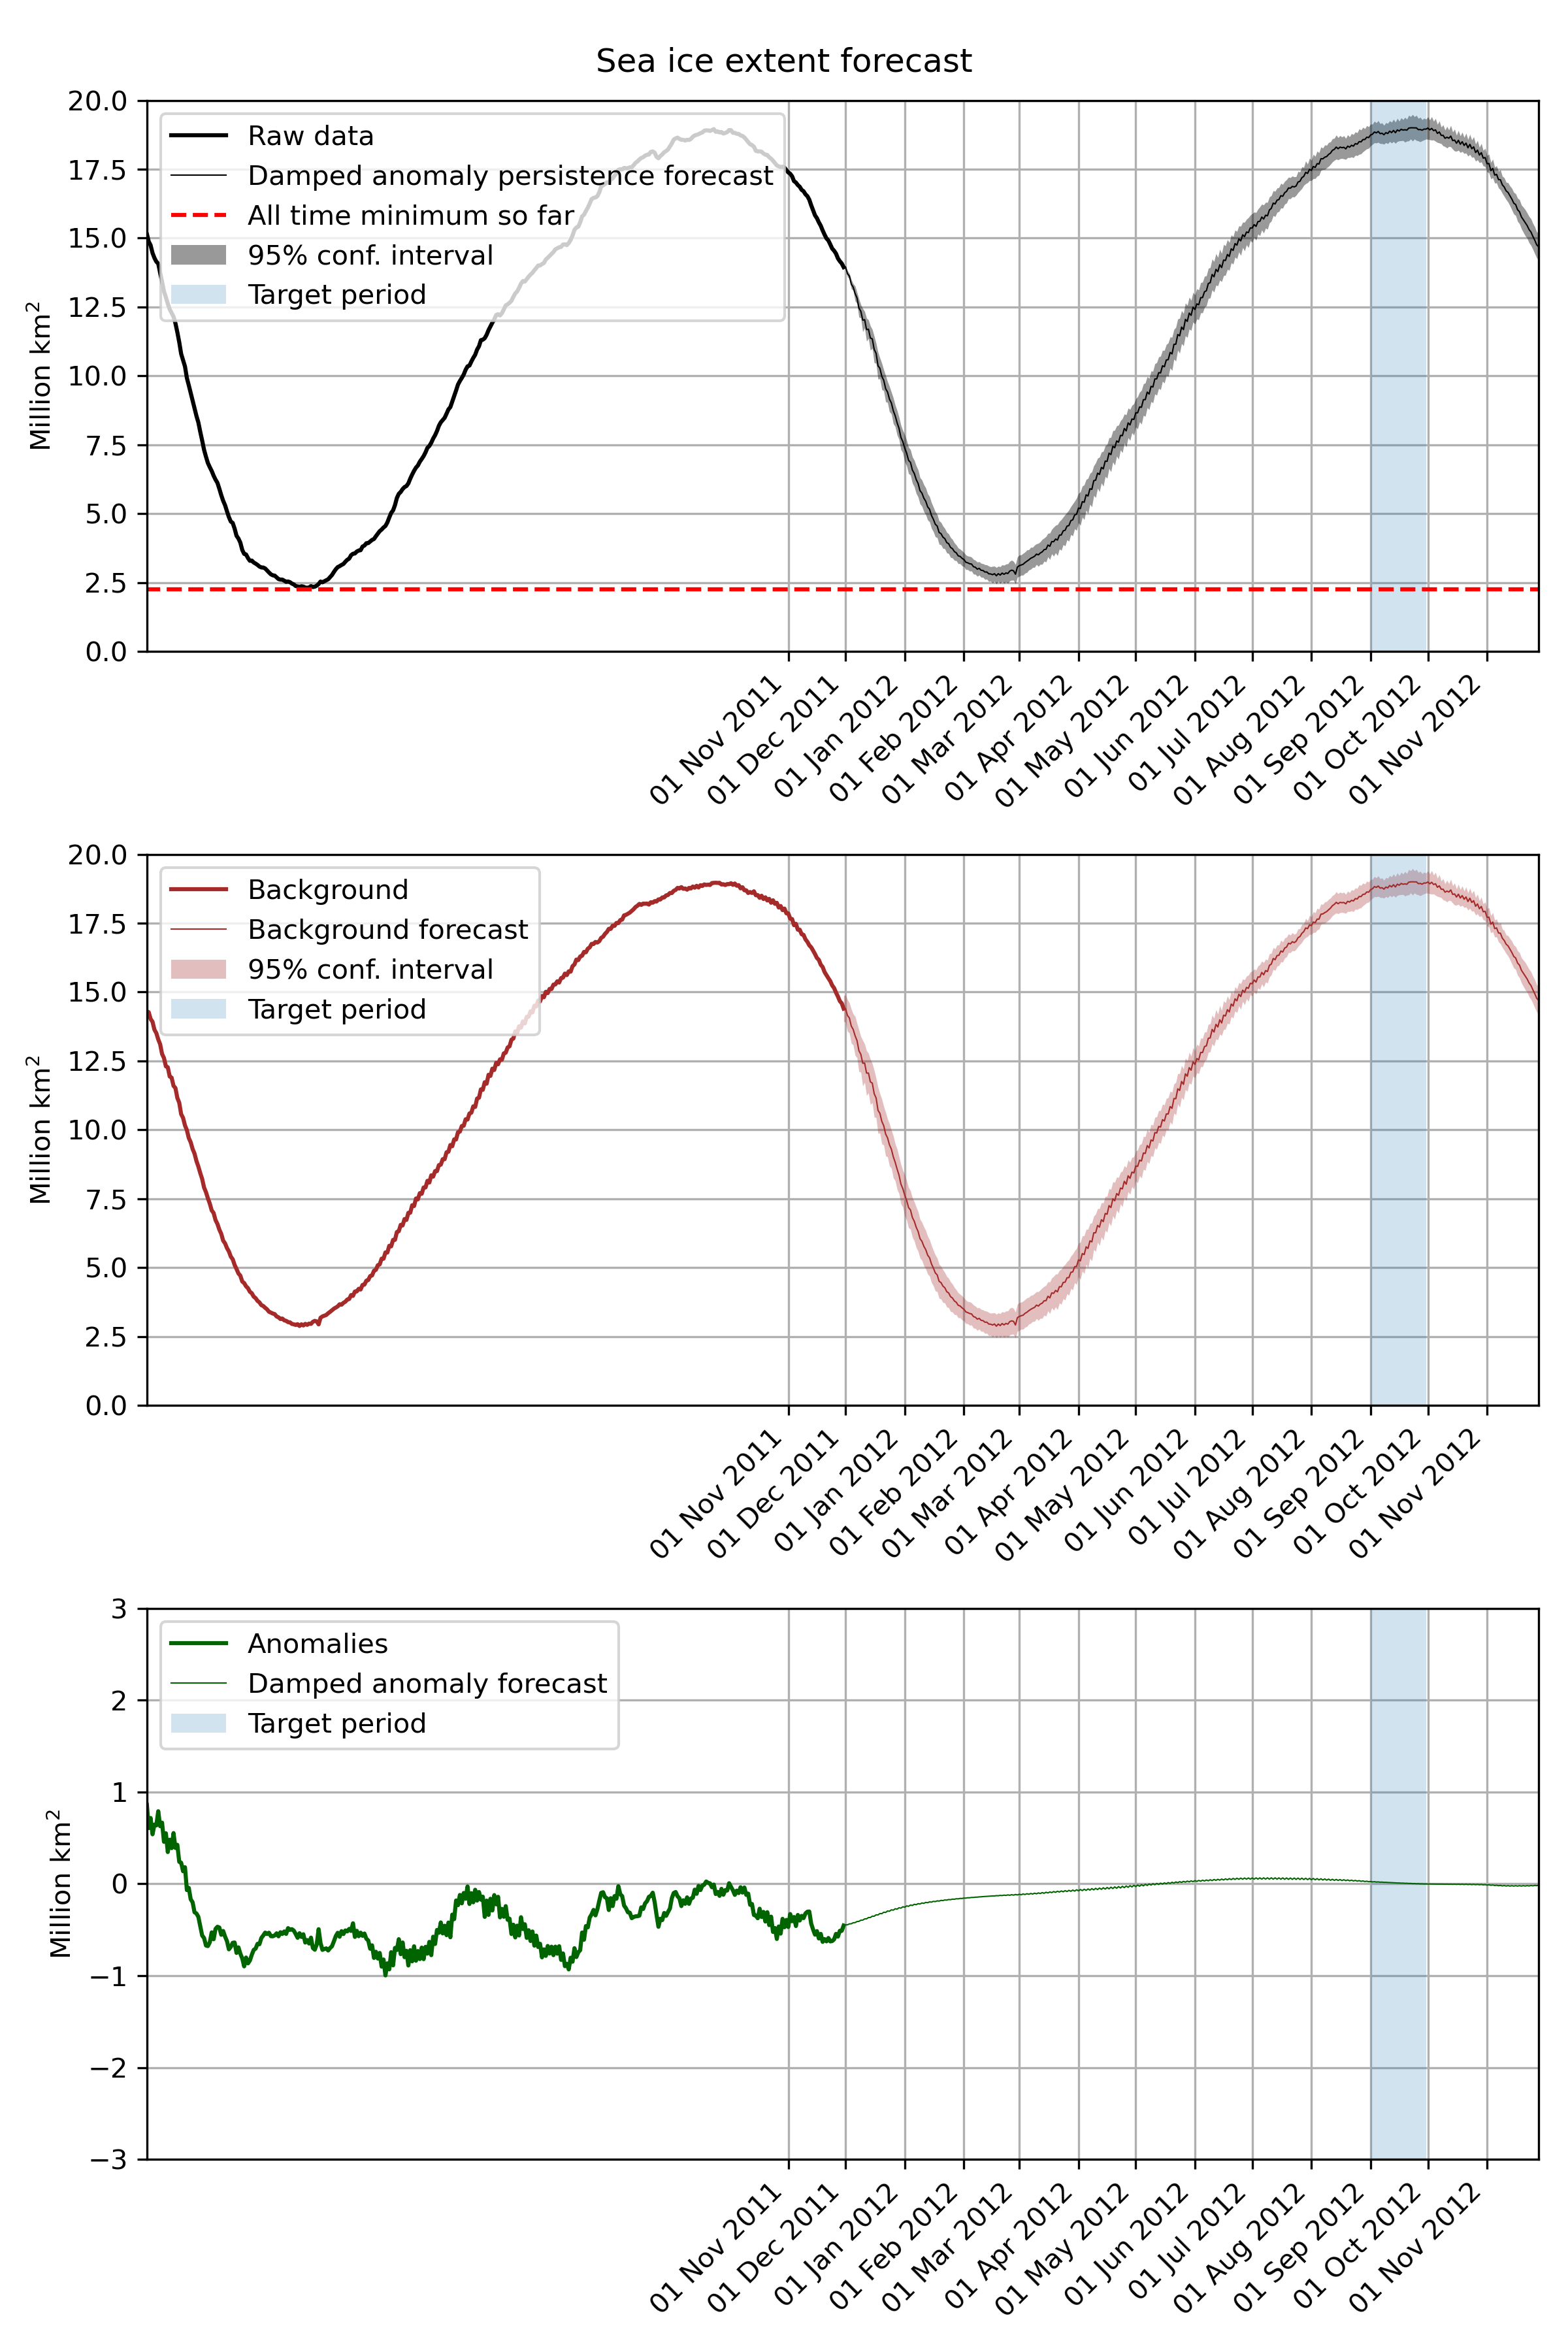 Sea ice extent forecast
20.0
17.5
15.0
12.5
10.0
7.5
5.0
2.5
0.0
Million km²
Raw data
Damped anomaly persistence forecast
All time minimum so far
95% conf. interval
Target period
01 Nov 2011
01 Dec 2011
01 Jan 2012
01 Feb 2012
01 Mar 2012
01 Apr 2012
01 May 2012
01 Jun 2012
01 Jul 2012
01 Aug 2012
01 Sep 2012
01 Oct 2012
01 Nov 2012
20.0
17.5
15.0
12.5
10.0
7.5
5.0
2.5
0.0
Million km²
Background
Background forecast
95% conf. interval
Target period
01 Nov 2011
01 Dec 2011
01 Jan 2012
01 Feb 2012
01 Mar 2012
01 Apr 2012
01 May 2012
01 Jun 2012
01 Jul 2012
01 Aug 2012
01 Sep 2012
01 Oct 2012
01 Nov 2012
3
2
1
0
−1
−2
−3
Million km²
Anomalies
Damped anomaly forecast
Target period
01 Nov 2011
01 Dec 2011
01 Jan 2012
01 Feb 2012
01 Mar 2012
01 Apr 2012
01 May 2012
01 Jun 2012
01 Jul 2012
01 Aug 2012
01 Sep 2012
01 Oct 2012
01 Nov 2012